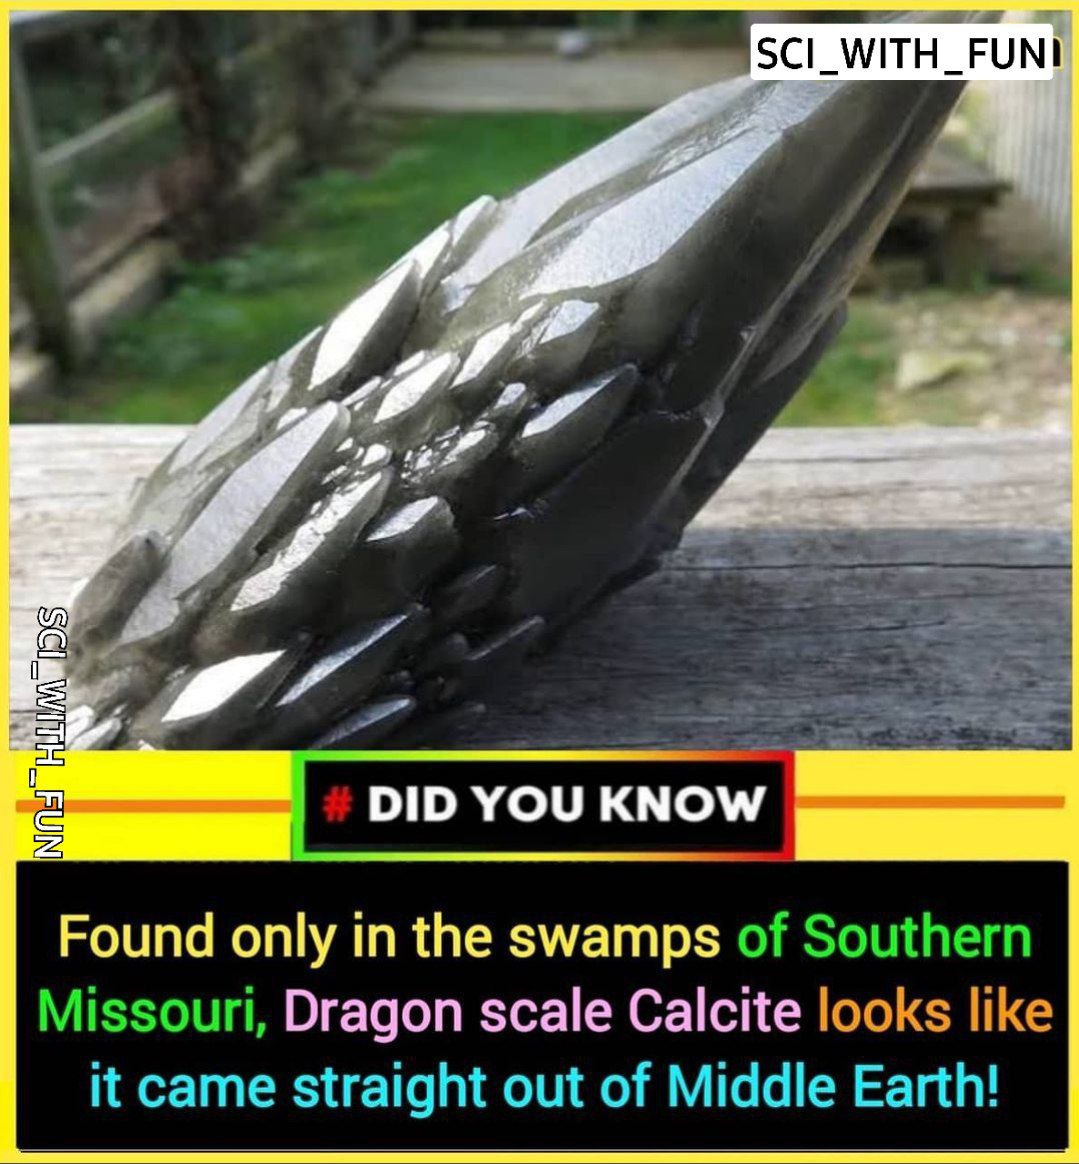 SCI_WITH_FUN
SCI_WITH_FUN
# DID YOU KNOW
Found only in the swamps of Southern
Missouri, Dragon scale Calcite looks like
it came straight out of Middle Earth!